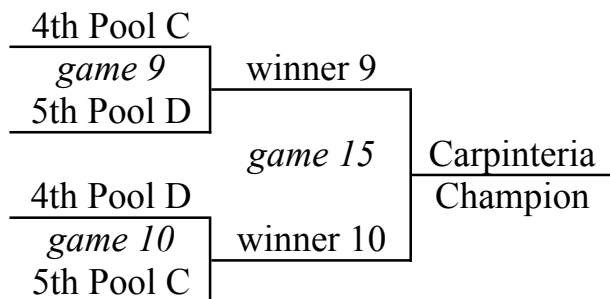 4th Pool C
game 9
winner 9
5th Pool D
game 15
Carpinteria
Champion
4th Pool D
game 10
winner 10
5th Pool C